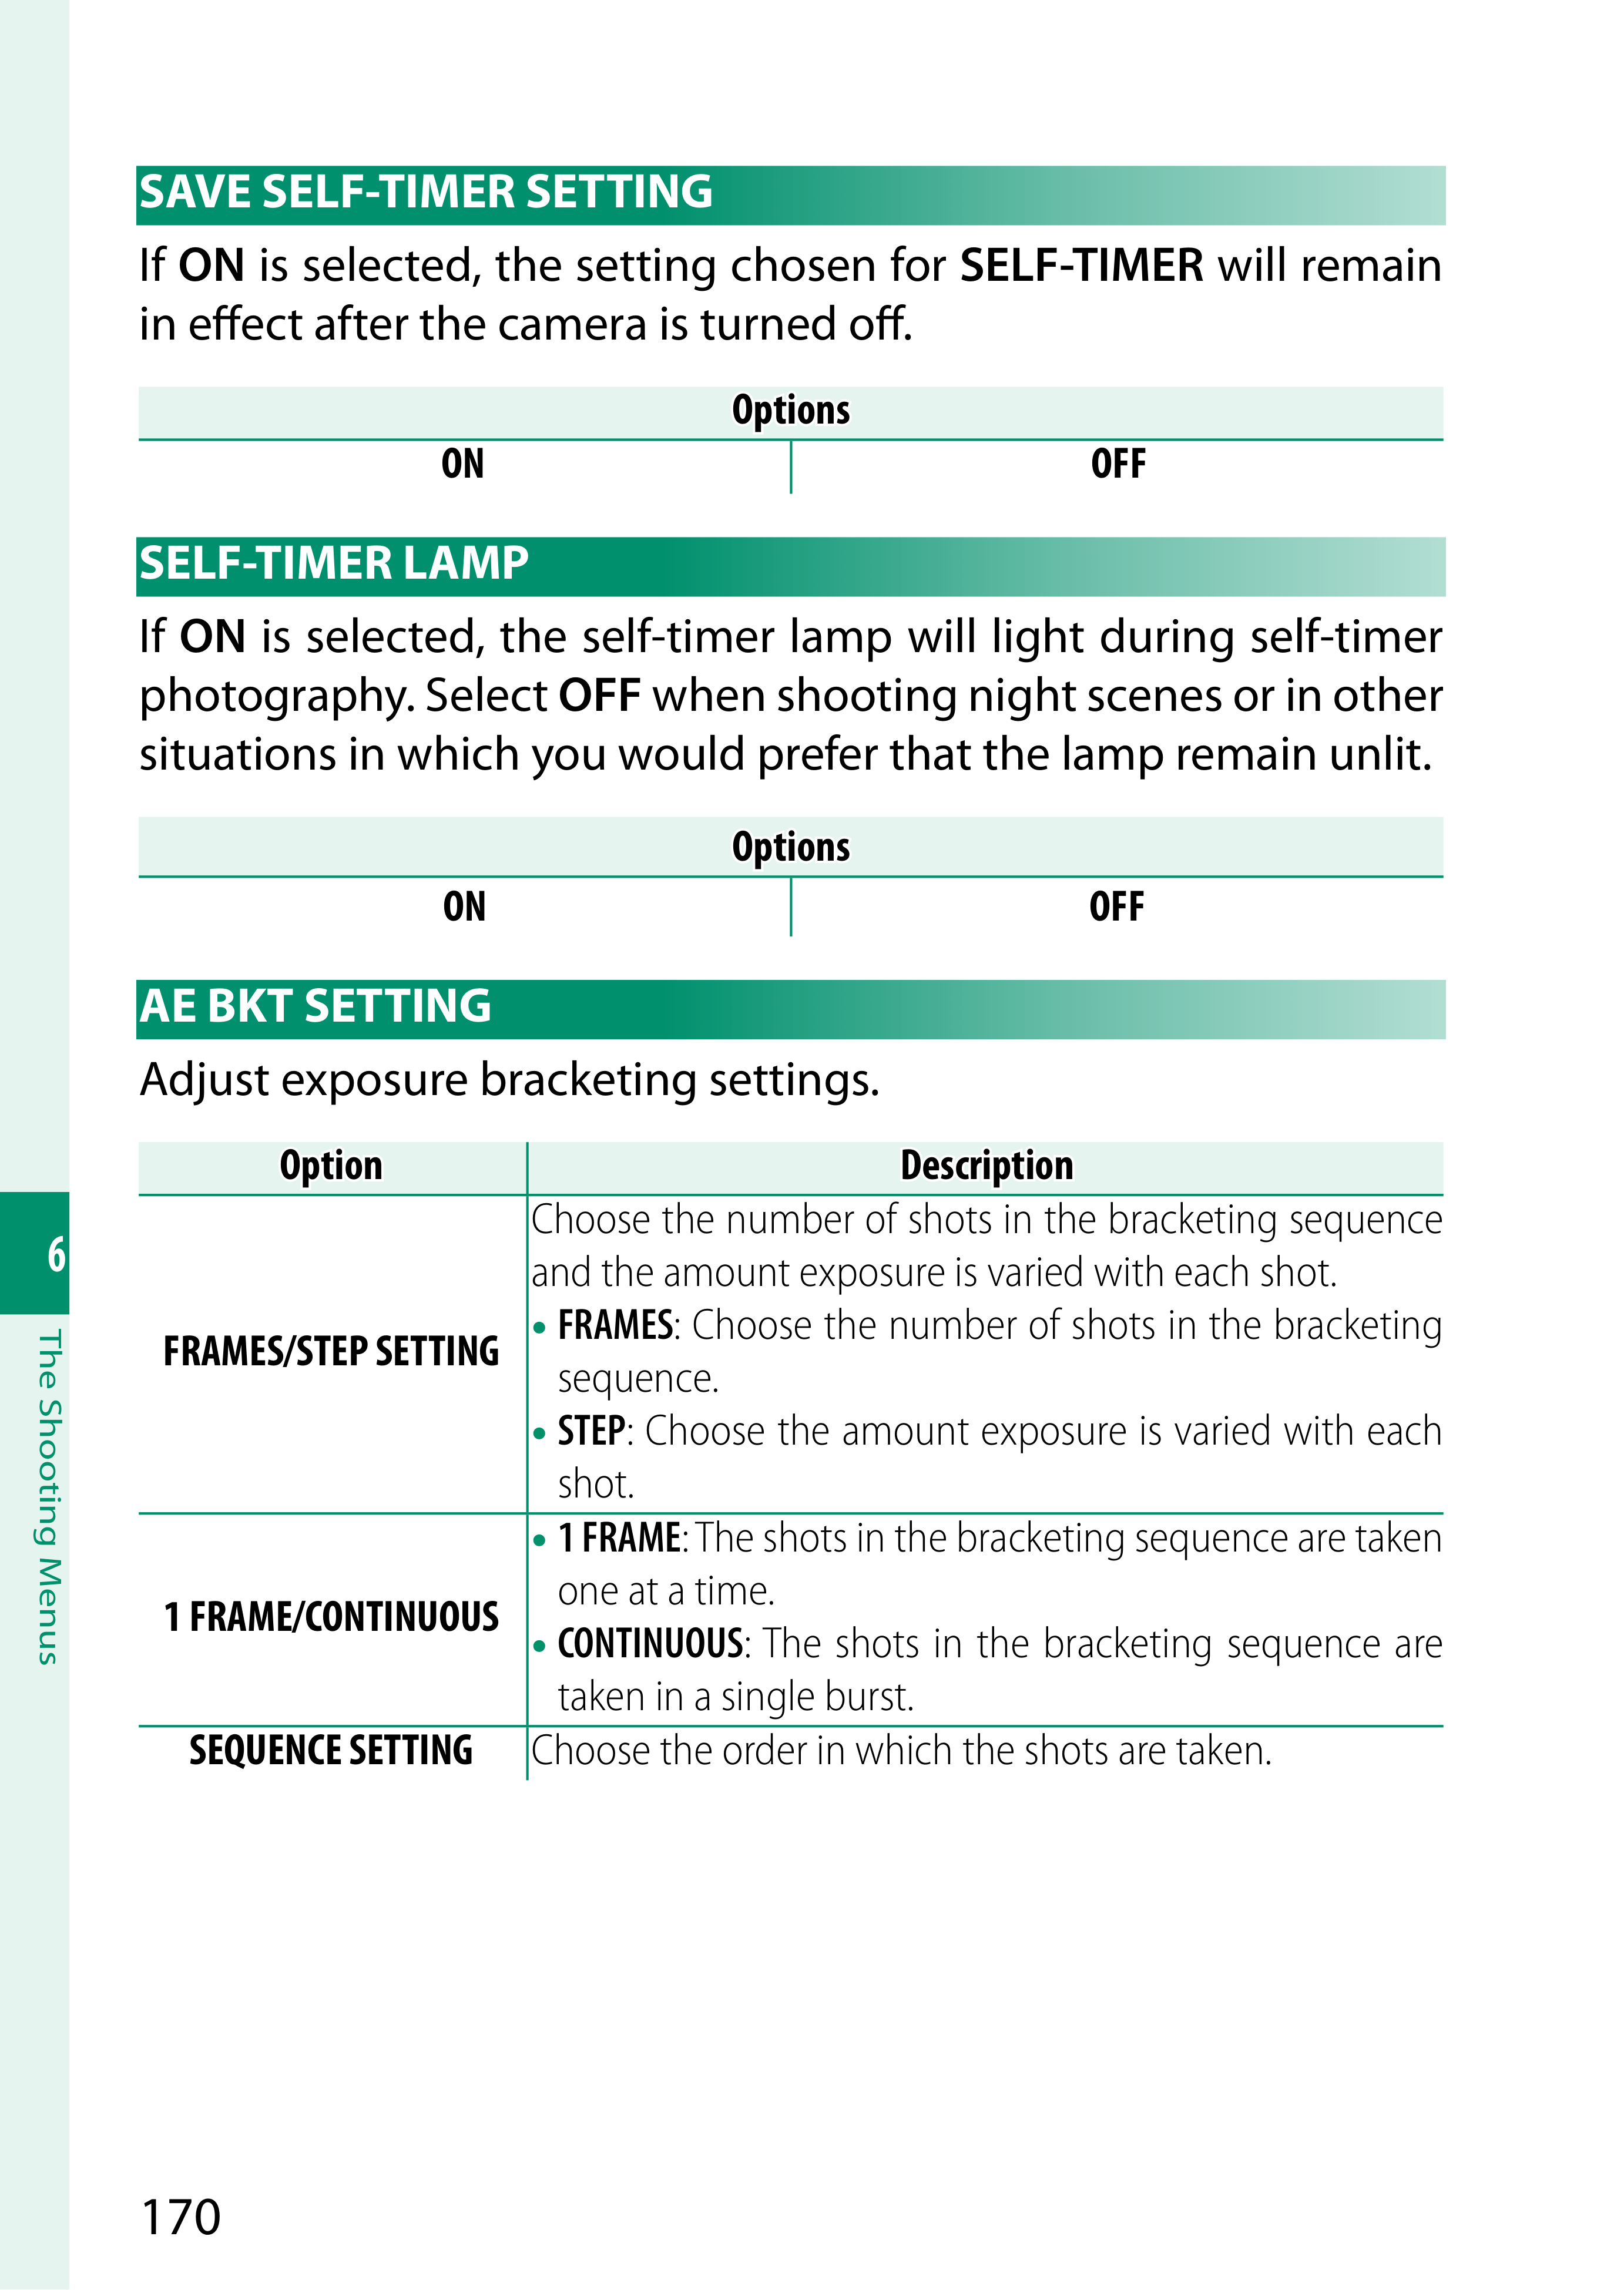 SAVE SELF-TIMER SETTING
If ON is selected, the setting chosen for SELF-TIMER will remain
in effect after the camera is turned off.
Options
ON OFF
SELF-TIMER LAMP
If ON is selected, the self-timer lamp will light during self-timer
photography. Select OFF when shooting night scenes or in other
situations in which you would prefer that the lamp remain unlit.
Options
ON OFF
AE BKT SETTING
Adjust exposure bracketing settings.
Option Description
FRAMES/STEP SETTING
Choose the number of shots in the bracketing sequence
and the amount exposure is varied with each shot.
• FRAMES: Choose the number of shots in the bracketing
sequence.
• STEP: Choose the amount exposure is varied with each
shot.
1 FRAME/CONTINUOUS
• 1 FRAME: The shots in the bracketing sequence are taken
one at a time.
• CONTINUOUS: The shots in the bracketing sequence are
taken in a single burst.
SEQUENCE SETTING Choose the order in which the shots are taken.
6
The Shooting Menus
170